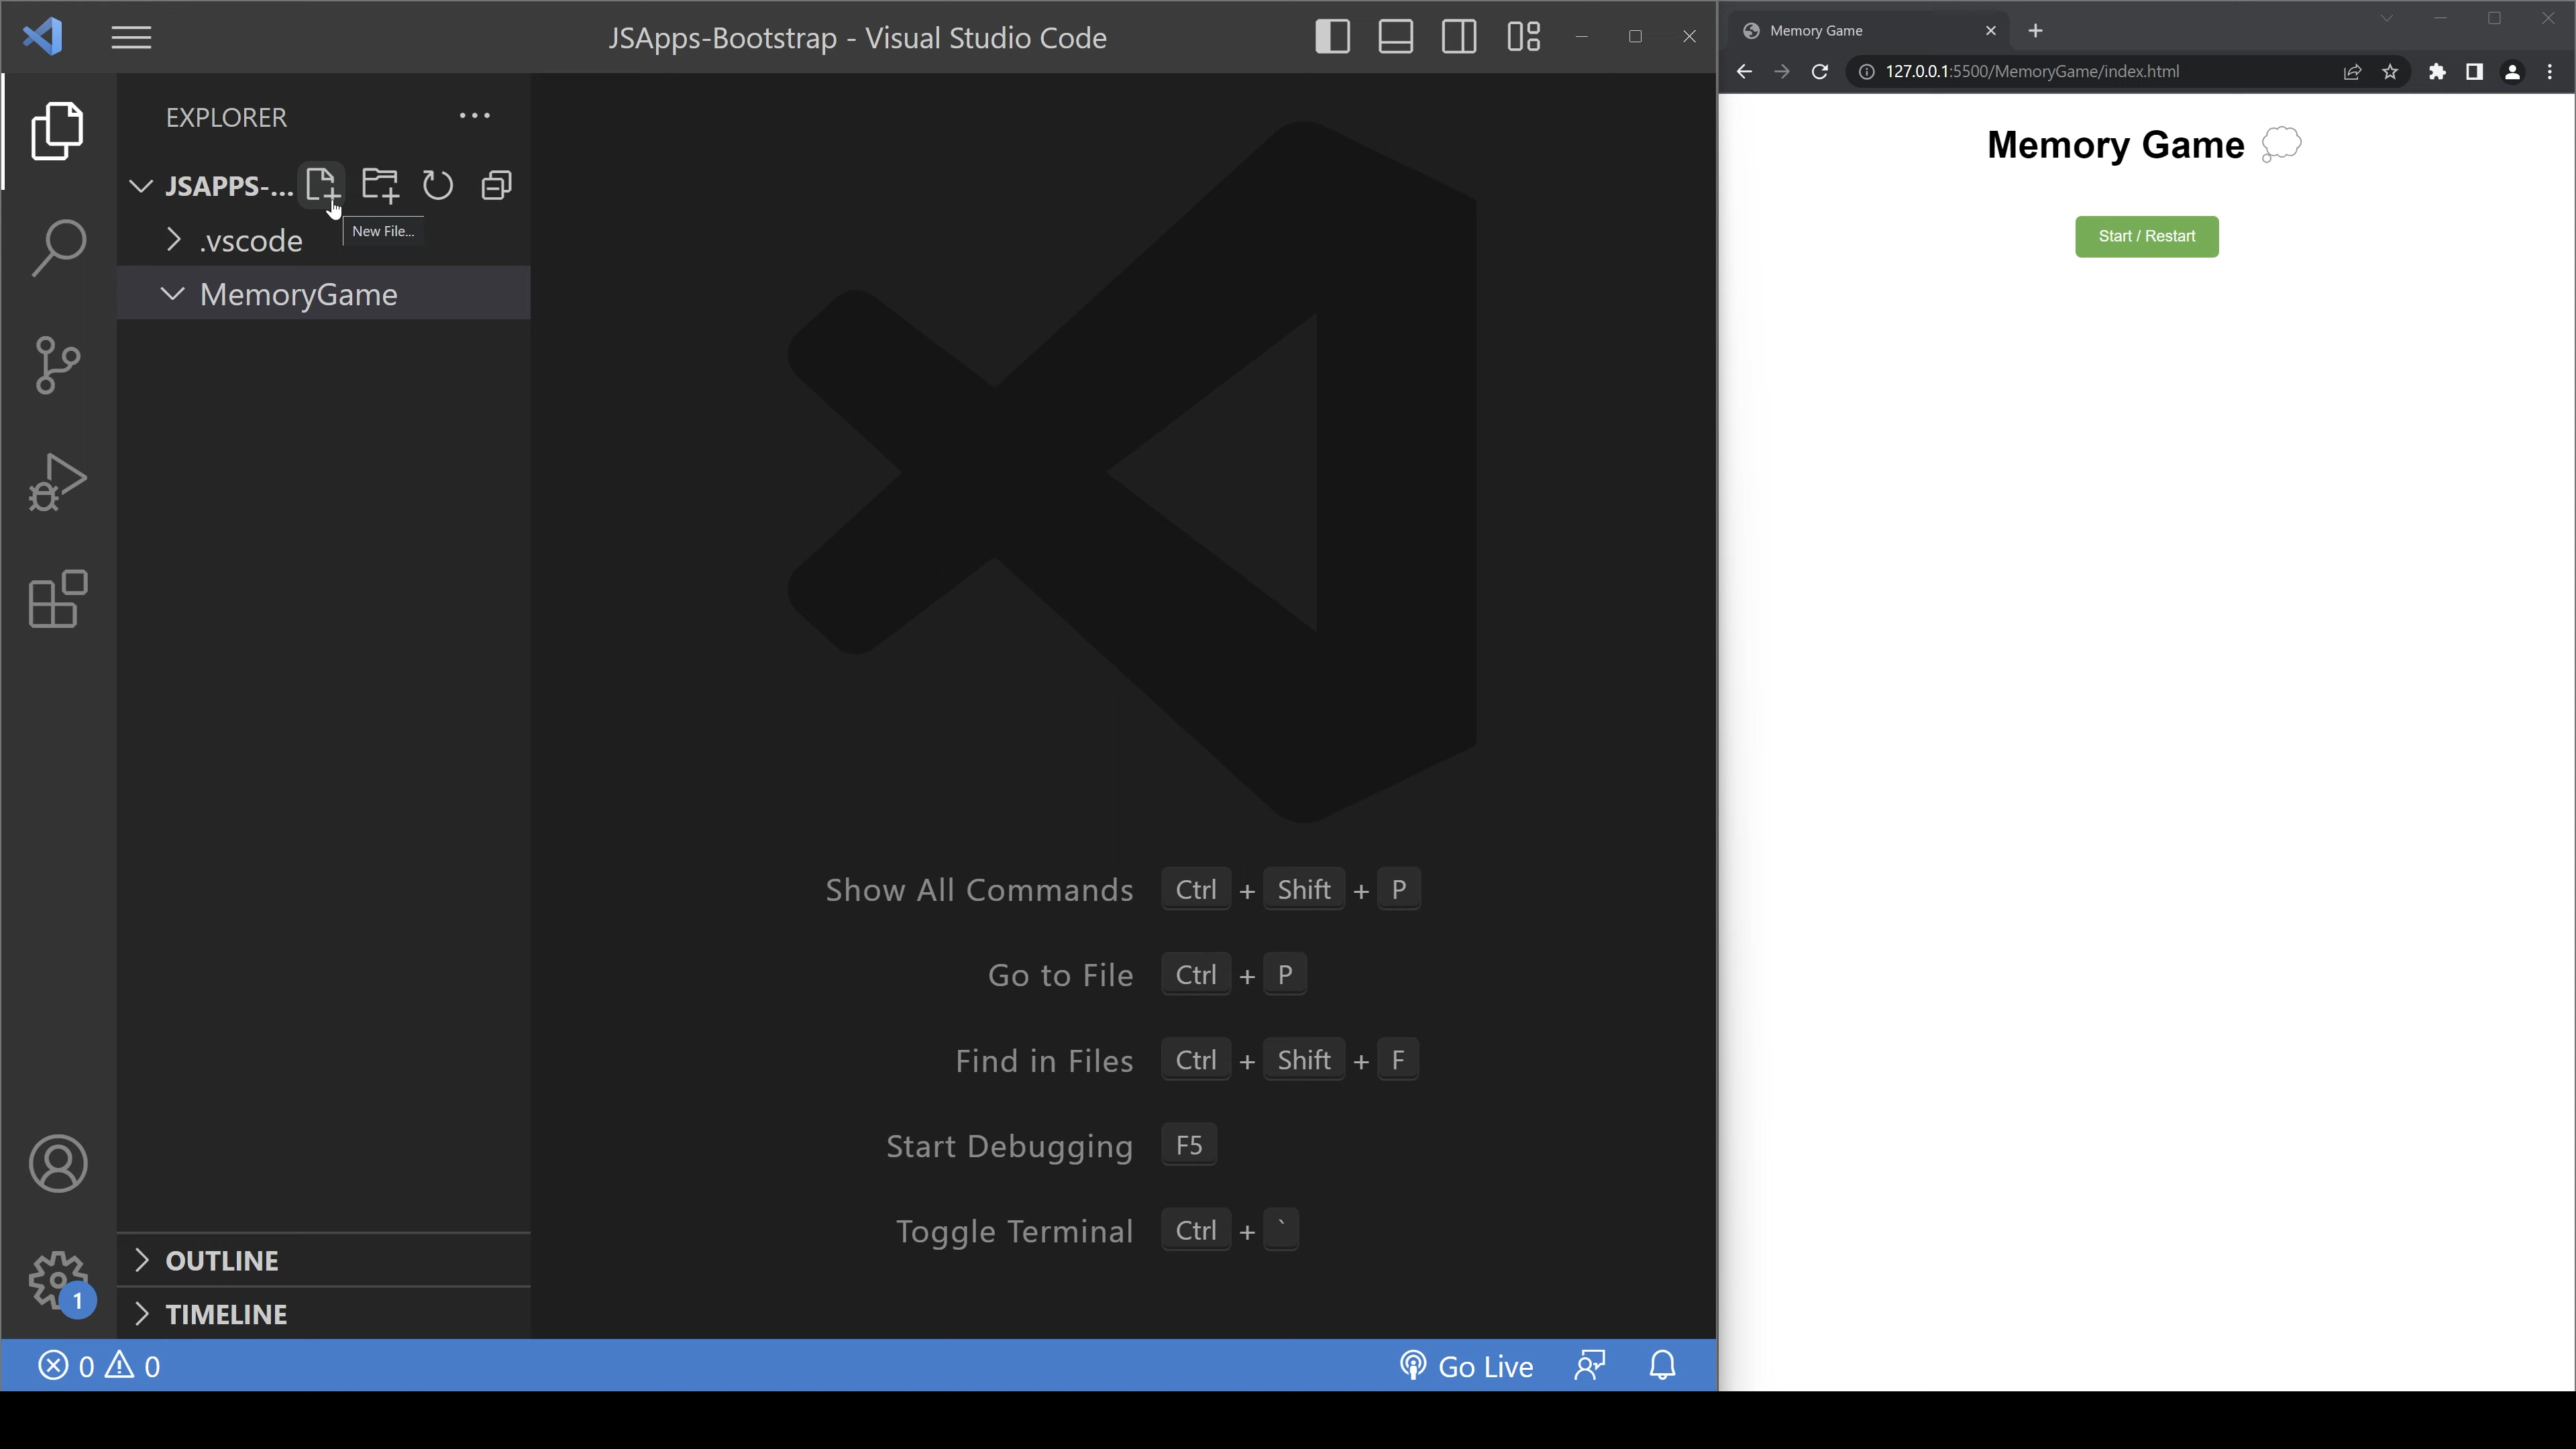 JSApps-Bootstrap - Visual Studio Code
EXPLORER
JSAPPS-...
New File...
.vscode
MemoryGame
Show All Commands Ctrl + Shift + P
Go to File Ctrl + P
Find in Files Ctrl + Shift + F
Start Debugging F5
Toggle Terminal Ctrl + `
OUTLINE
TIMELINE
1
0 0
Go Live
Memory Game
127.0.0.1:5500/MemoryGame/index.html
Memory Game
Start / Restart